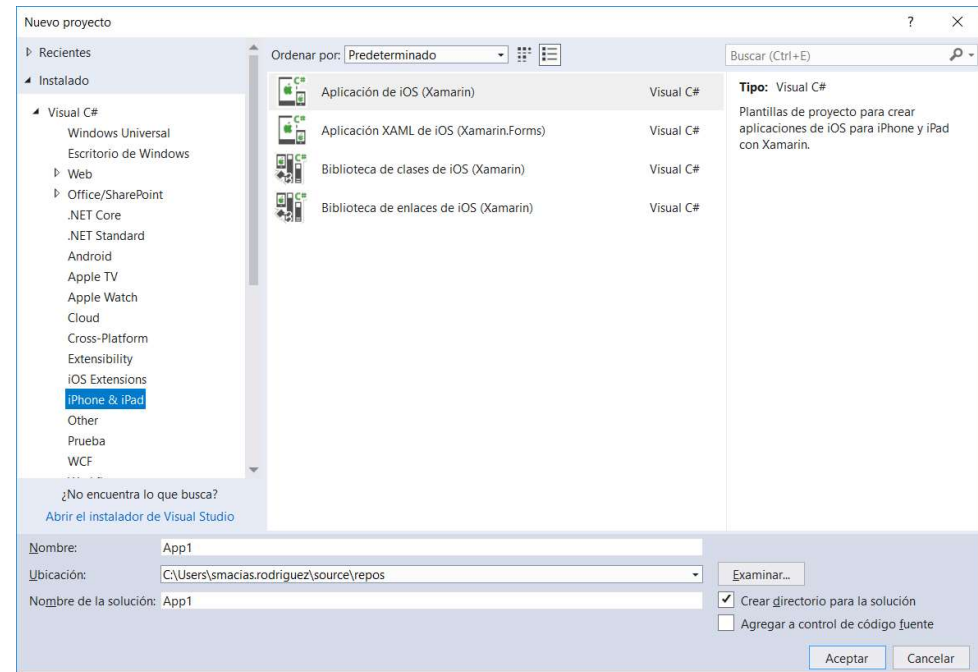 Nuevo proyecto
?
Recientes
Instalado
Visual C#
Windows Universal
Escritorio de Windows
Web
Office/SharePoint
.NET Core
.NET Standard
Android
Apple TV
Apple Watch
Cloud
Cross-Platform
Extensibility
iOS Extensions
iPhone & iPad
Other
Prueba
WCF
¿No encuentra lo que busca?
Abrir el instalador de Visual Studio
Ordenar por: Predeterminado
Aplicación de iOS (Xamarin) Visual C#
Aplicación XAML de iOS (Xamarin.Forms) Visual C#
Biblioteca de clases de iOS (Xamarin) Visual C#
Biblioteca de enlaces de iOS (Xamarin) Visual C#
Buscar (Ctrl+E)
Tipo: Visual C#
Plantillas de proyecto para crear
aplicaciones de iOS para iPhone y iPad
con Xamarin.
Nombre: App1
Ubicación: C:\Users\smacias.rodriguez\source\repos
Examinar...
Nombre de la solución: App1
Crear directorio para la solución
Agregar a control de código fuente
Aceptar Cancelar